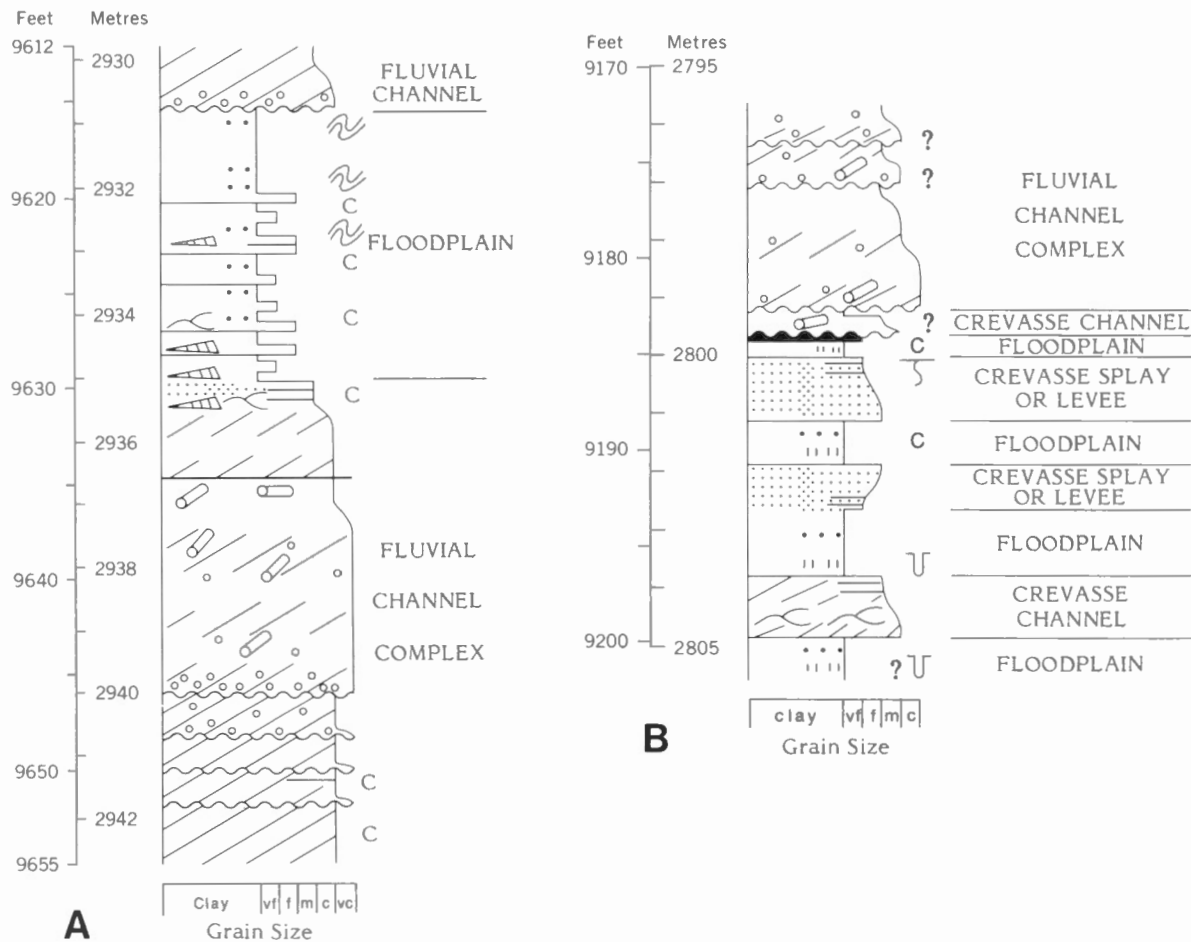 Feet Metres
9612
2930
FLUVIAL
CHANNEL
2932
9620
C
FLOODPLAIN
C
2934
C
9630
C
2936
FLUVIAL
2938
9640
CHANNEL
COMPLEX
2940
9650
C
2942
C
9655
Clay vf f m c vc
Grain Size
A
Feet Metres
9170 2795
?
?
FLUVIAL
CHANNEL
COMPLEX
9180
? CREVASSE CHANNEL
C FLOODPLAIN
2800
CREVASSE SPLAY
OR LEVEE
C FLOODPLAIN
9190
CREVASSE SPLAY
OR LEVEE
FLOODPLAIN
CREVASSE
CHANNEL
9200 2805
? FLOODPLAIN
clay vf f m c
Grain Size
B